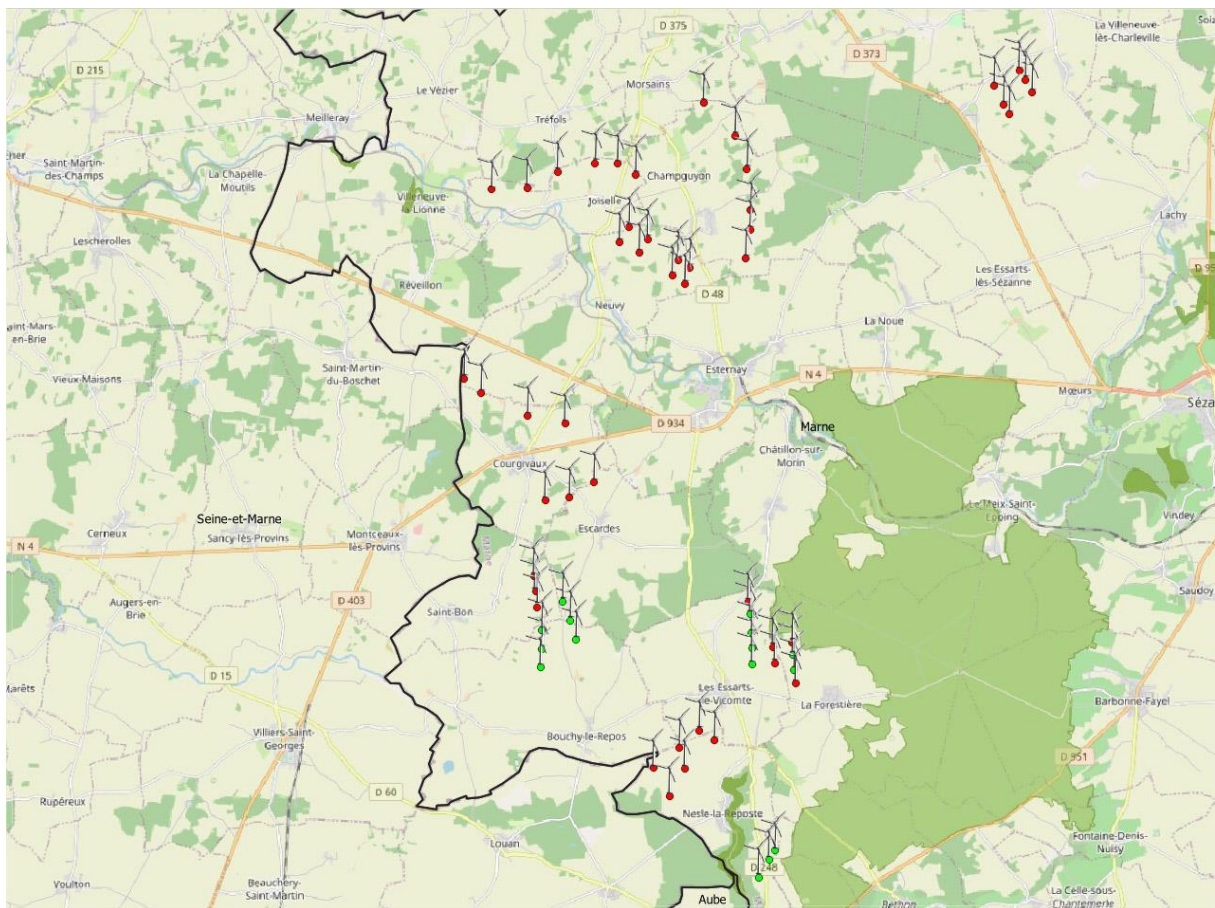 D 375
La Villeneuve-
lès-Charleville
D 373
D 215
Le Vézier
Morsains
Meilleray
Tréfols
Saint-Martin-
des-Champs
La Chapelle-
Moutils
Champguyon
Villeneuve-
la-Lionne
Joiselle
Lachy
Lescherolles
Les Essarts-
lès-Sézanne
Réveillon
D 48
Neuvy
La Noue
Saint-Martin-
du-Boschet
Esternay
N 4
Vieux-Maisons
Mœurs
D 934
Marne
Châtillon-sur-
Morin
Courgivaux
Le Meix-Saint-
Epoing
Vindey
Seine-et-Marne
Escardes
Cerneux
Sancy-lès-Provins
Montceaux-
lès-Provins
N 4
Saudoy
Augers-en-
Brie
D 403
Saint-Bon
D 15
Les Essarts-
le-Vicomte
La Forestière
Barbonne-Fayel
Villiers-Saint-
Georges
Bouchy-le-Repos
D 951
D 60
Rupéreux
Nesle-la-Reposte
Louan
Fontaine-Denis-
Nuisy
D 248
Voulton
Beauchery-
Saint-Martin
Aube
Bethon
La Celle-sous-
Chantemerle